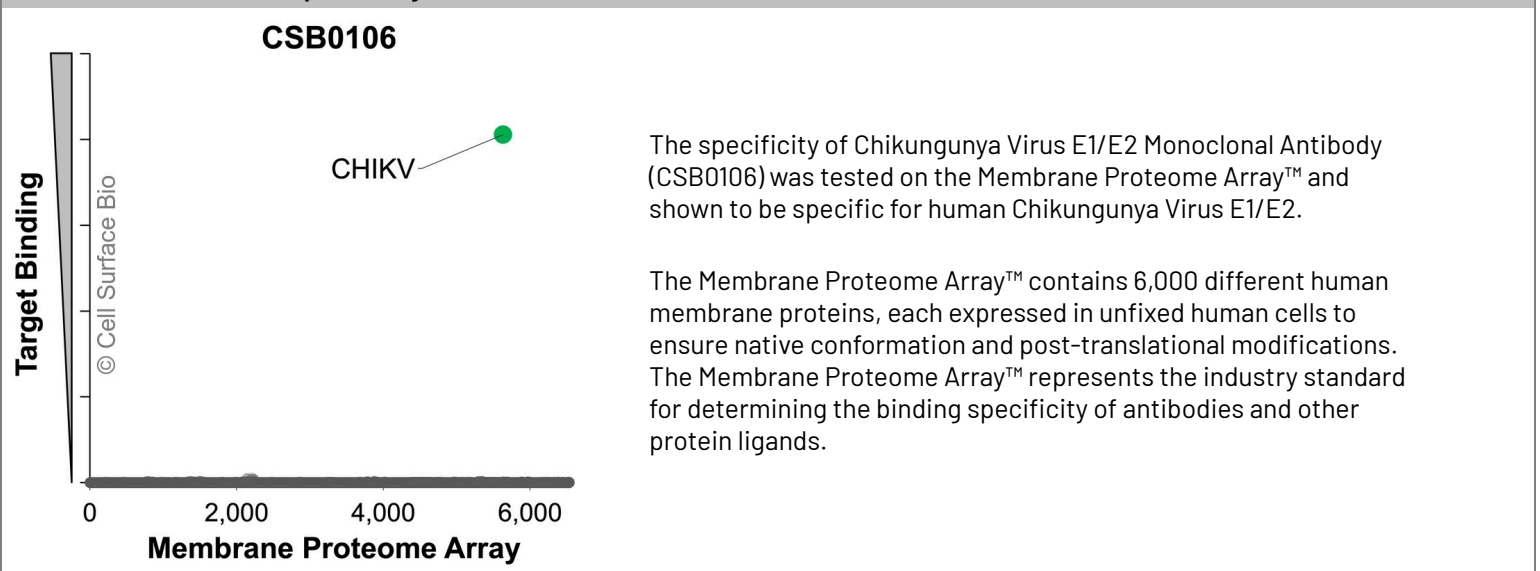 CSB0106
CHIKV
Target Binding
© Cell Surface Bio
0 2,000 4,000 6,000
Membrane Proteome Array
The specificity of Chikungunya Virus E1/E2 Monoclonal Antibody
(CSB0106) was tested on the Membrane Proteome Array™ and
shown to be specific for human Chikungunya Virus E1/E2.
The Membrane Proteome Array™ contains 6,000 different human
membrane proteins, each expressed in unfixed human cells to
ensure native conformation and post-translational modifications.
The Membrane Proteome Array™ represents the industry standard
for determining the binding specificity of antibodies and other
protein ligands.